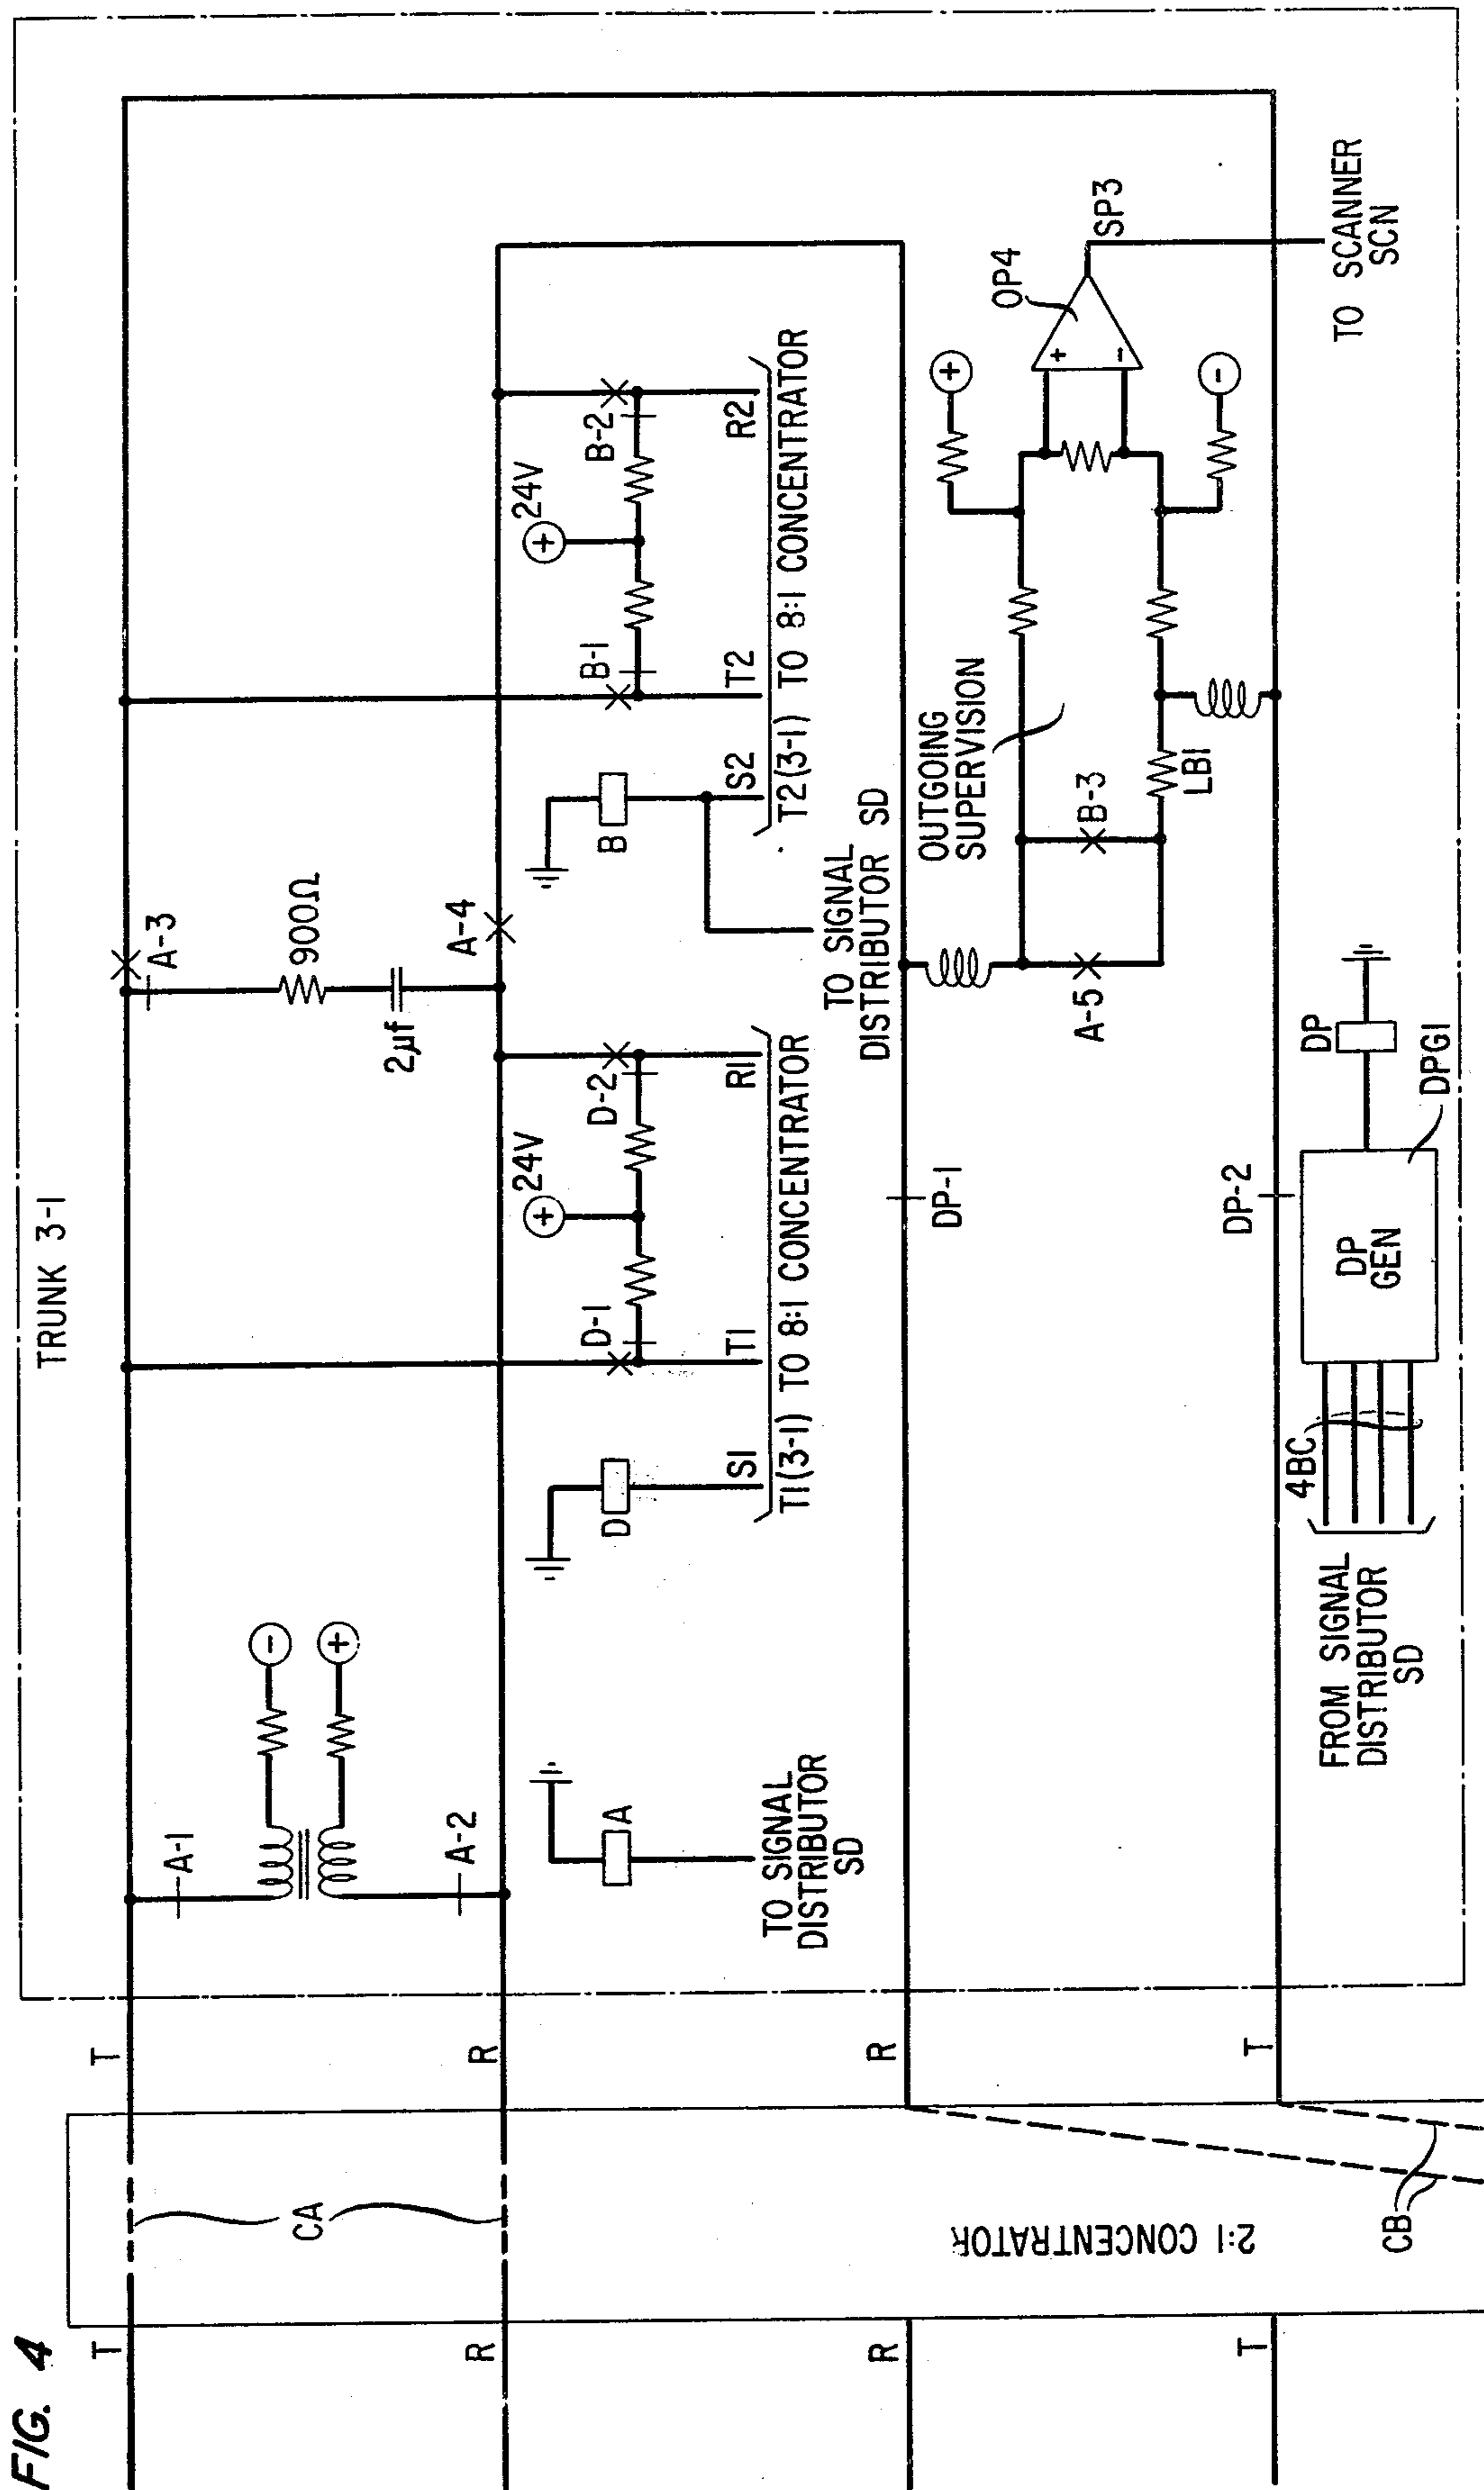 FIG. 4
TRUNK 3-1
T
T
A-1
-
+
A-2
R
R
CA
A
TO SIGNAL
DISTRIBUTOR
SD
A-3
900Ω
2µf
A-4
D
S1
D-1
T1
24V
+
D-2
R1
T1(3-1) TO 8:1 CONCENTRATOR
B
S2
B-1
T2
24V
+
B-2
R2
T2(3-1) TO 8:1 CONCENTRATOR
TO SIGNAL
DISTRIBUTOR SD
R
R
DP-1
OUTGOING
SUPERVISION
A-5
B-3
LB1
+
-
+
-
OP4
SP3
TO SCANNER
SCN
T
T
DP-2
2:1 CONCENTRATOR
CB
FROM SIGNAL
DISTRIBUTOR
SD
4BC
DP
GEN
DPG1
DP